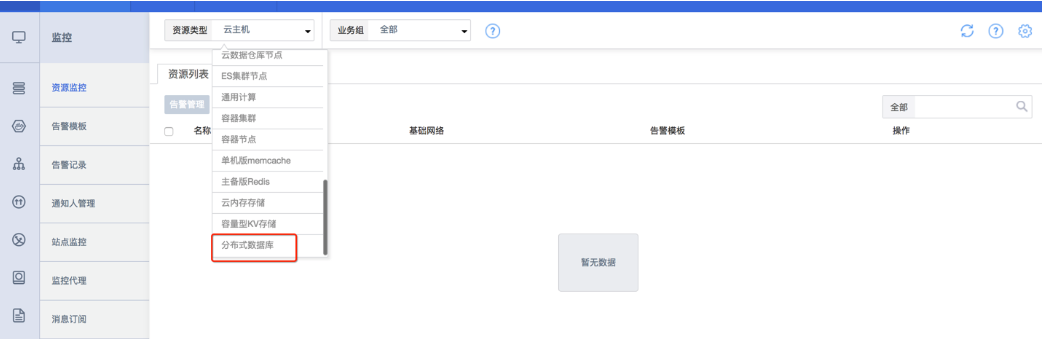 监控
资源类型 云主机 业务组 全部
资源监控
告警模板
告警记录
通知人管理
站点监控
监控代理
消息订阅
资源列表
告警管理
全部
名称 基础网络 告警模板 操作
云数据仓库节点
ES集群节点
通用计算
容器集群
容器节点
单机版memcache
主备版Redis
云内存存储
容量型KV存储
分布式数据库
暂无数据